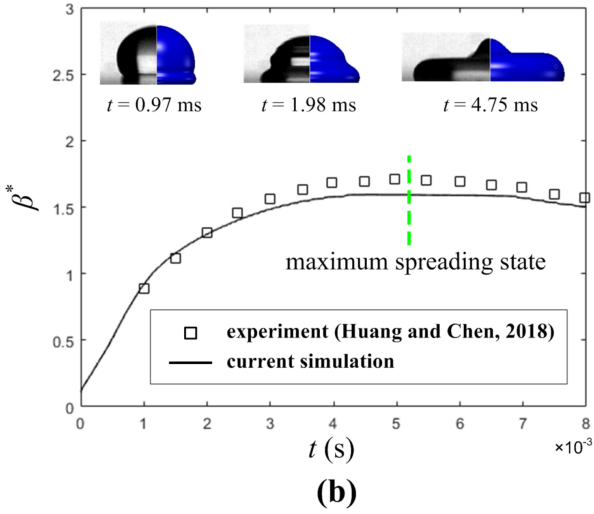 3
2.5
2
1.5
1
0.5
0
β*
t = 0.97 ms
t = 1.98 ms
t = 4.75 ms
maximum spreading state
experiment (Huang and Chen, 2018)
current simulation
0 1 2 3 4 5 6 7 8
t (s)
×10⁻³
(b)